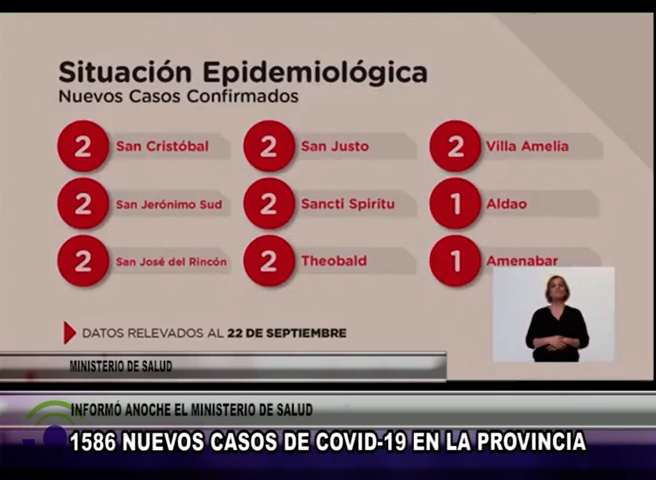 Situación Epidemiológica
Nuevos Casos Confirmados
2 San Cristóbal
2 San Justo
2 Villa Amelia
2 San Jerónimo Sud
2 Sancti Spiritu
1 Aldao
2 San José del Rincón
2 Theobald
1 Amenabar
DATOS RELEVADOS AL 22 DE SEPTIEMBRE
MINISTERIO DE SALUD
INFORMÓ ANOCHE EL MINISTERIO DE SALUD
1586 NUEVOS CASOS DE COVID-19 EN LA PROVINCIA